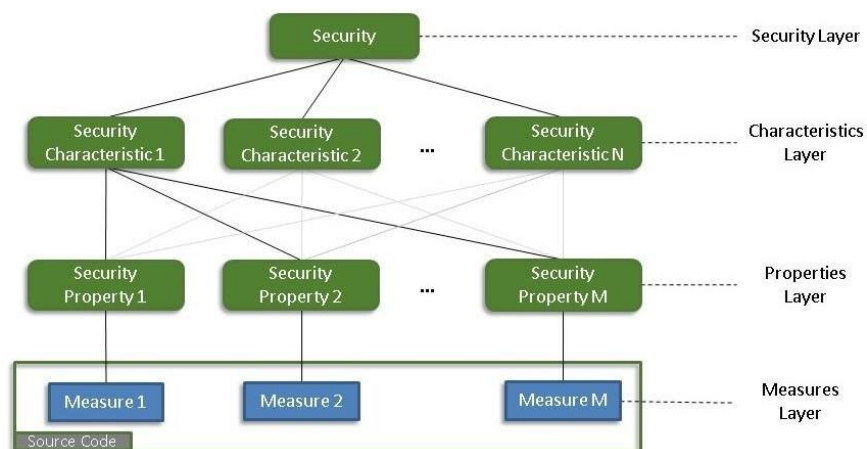 Security
Security Layer
Security
Characteristic 1
Security
Characteristic 2
...
Security
Characteristic N
Characteristics
Layer
Security
Property 1
Security
Property 2
...
Security
Property M
Properties
Layer
Measure 1
Measure 2
Measure M
Measures
Layer
Source Code